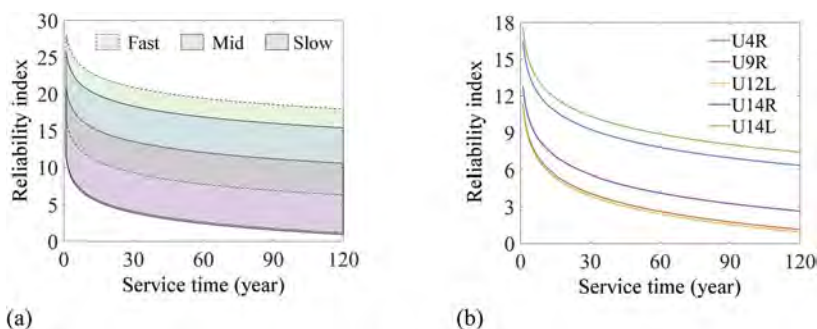 30
25
20
15
10
5
0
Reliability index
Fast Mid Slow
0 30 60 90 120
Service time (year)
(a)
18
15
12
9
6
3
0
Reliability index
U4R
U9R
U12L
U14R
U14L
0 30 60 90 120
Service time (year)
(b)